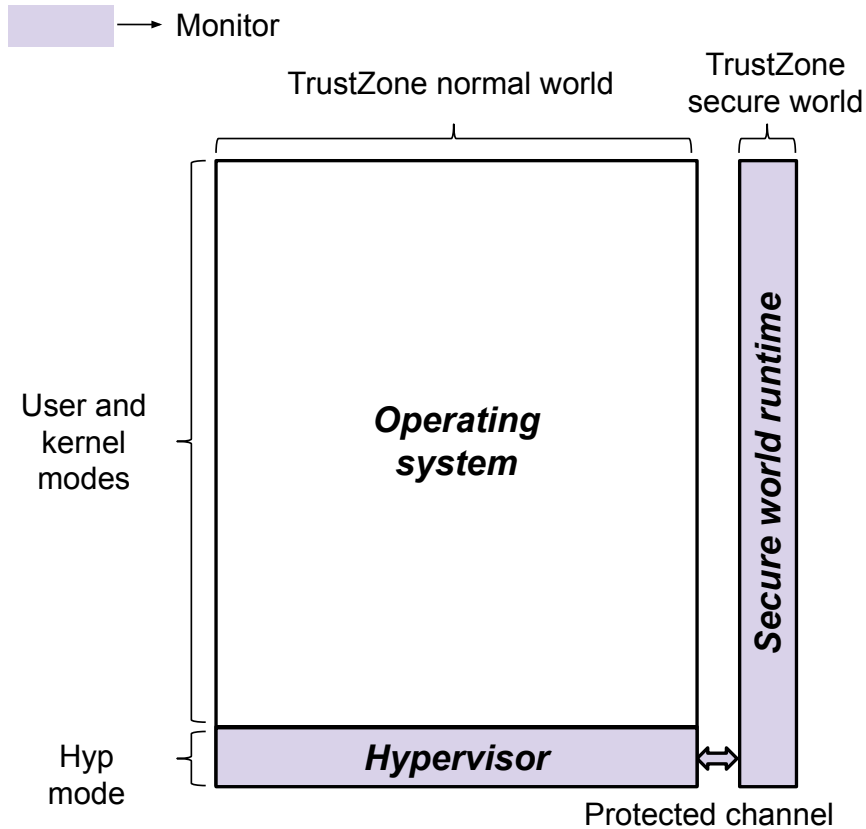 Monitor
TrustZone normal world
TrustZone
secure world
User and
kernel
modes
Operating
system
Secure world runtime
Hyp
mode
Hypervisor
Protected channel